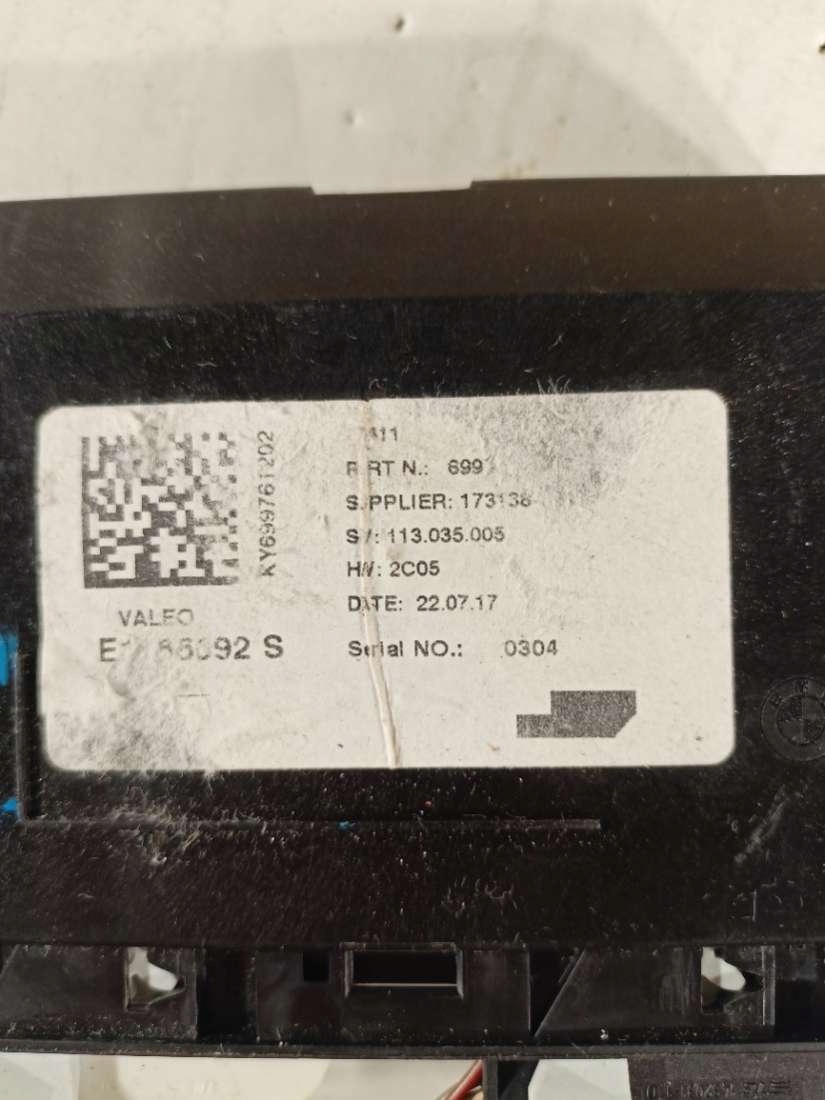 KY699761202
VALEO
S
PART N.: 699
SUPPLIER: 173138
SW: 113.035.005
HW: 2C05
DATE: 22.07.17
Serial NO.: 0304